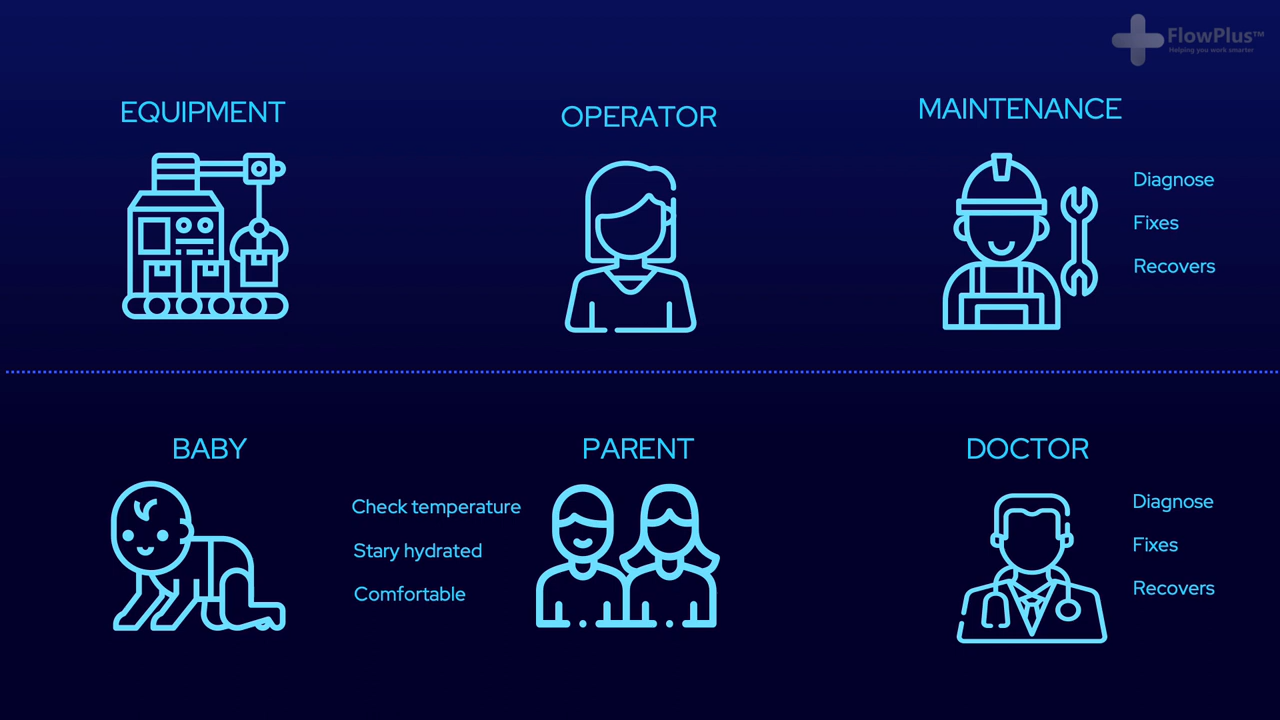 FlowPlus™
Helping you work smarter
EQUIPMENT
OPERATOR
MAINTENANCE
Diagnose
Fixes
Recovers
BABY
PARENT
DOCTOR
Check temperature
Stary hydrated
Comfortable
Diagnose
Fixes
Recovers